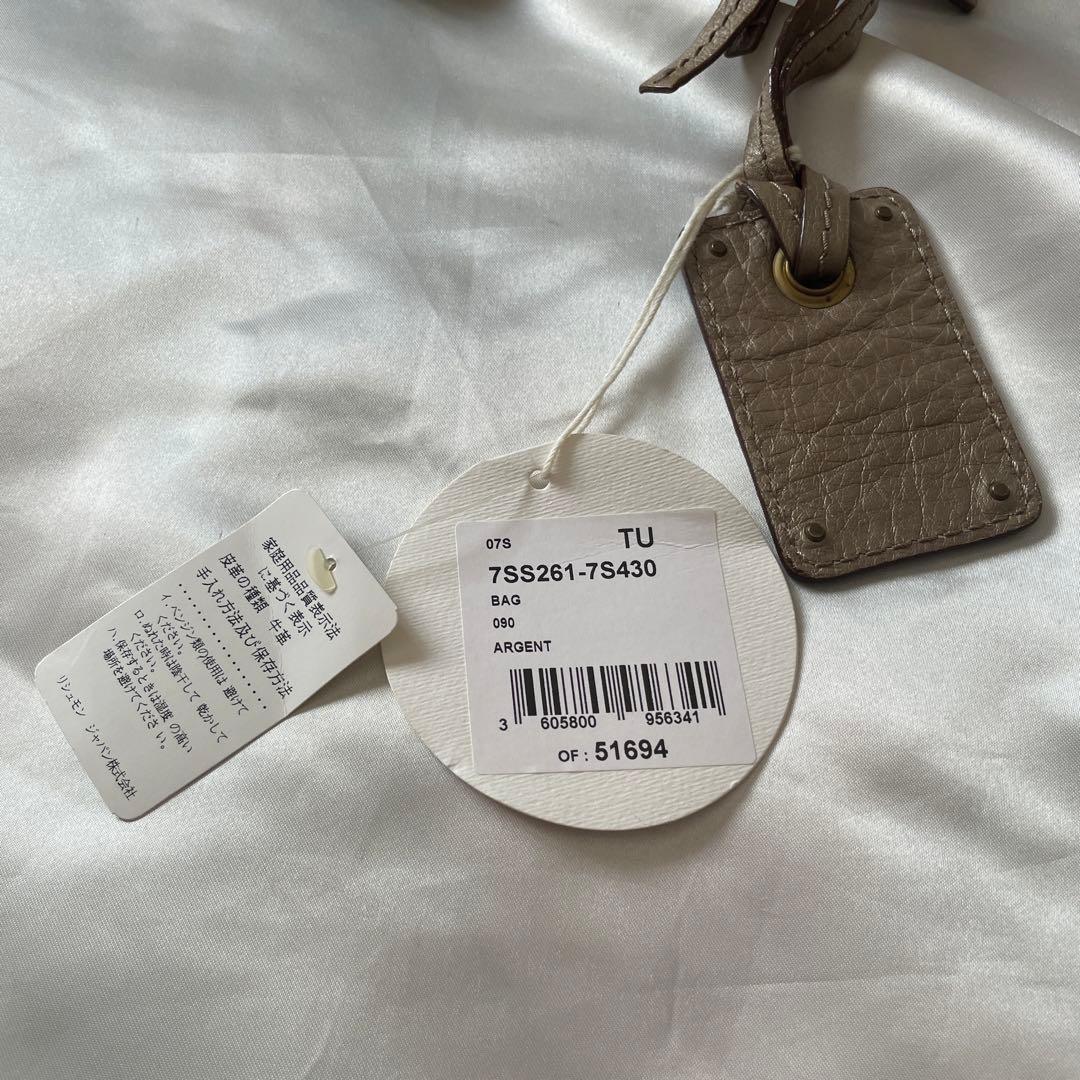 家庭用品品質表示法
に基づく表示
皮革の種類 牛革
手入れ方法及び保存方法
イ.ベンジン類の使用は 避けて
ください。
ロ.ぬれた時は陰干して 乾かして
ください。
ハ.保存するときは湿度 の高い
場所を避けてください。
リシュモン ジャパン株式会社
07S TU
7SS261-7S430
BAG
090
ARGENT
3 605800 956341
OF : 51694